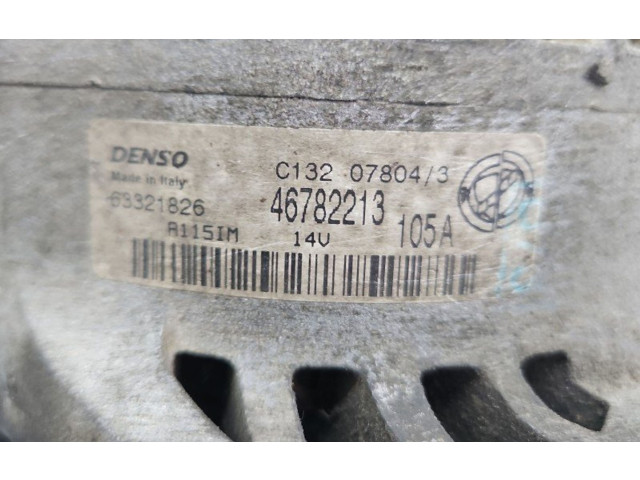 DENSO
Made in Italy
C132 07804/3
63321826
46782213
105A
A115IM
14V